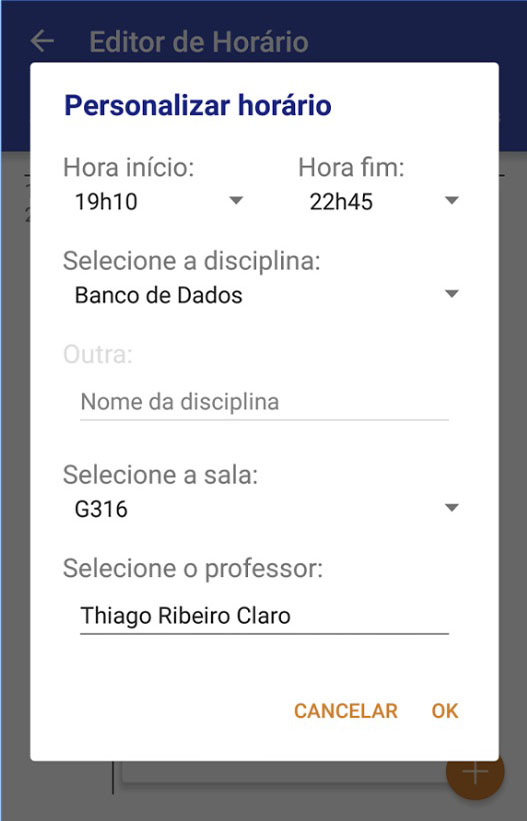 Editor de Horário
Personalizar horário
Hora início: Hora fim:
19h10 22h45
Selecione a disciplina:
Banco de Dados
Outra:
Nome da disciplina
Selecione a sala:
G316
Selecione o professor:
Thiago Ribeiro Claro
CANCELAR OK